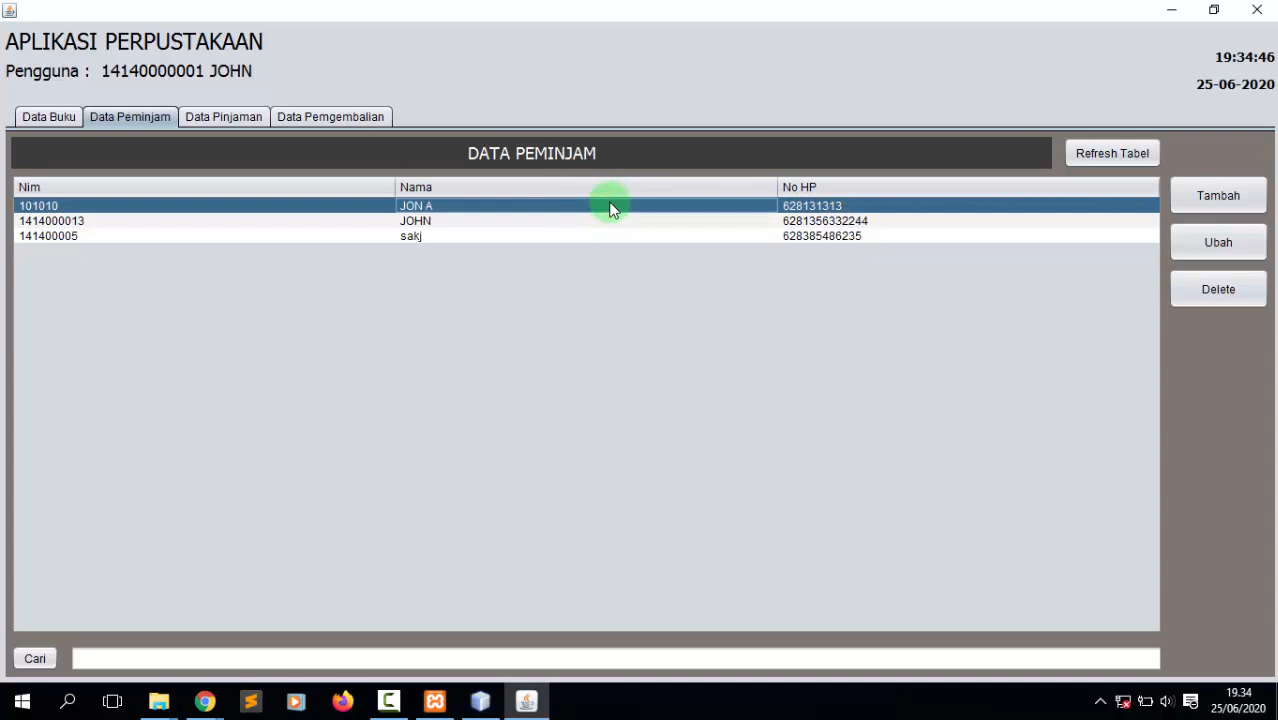 APLIKASI PERPUSTAKAAN
Pengguna : 14140000001 JOHN
19:34:46
25-06-2020
Data Buku Data Peminjam Data Pinjaman Data Pemgembalian
DATA PEMINJAM
Refresh Tabel
Nim Nama No HP
101010 JON A 628131313
1414000013 JOHN 6281356332244
141400005 sakj 628385486235
Tambah
Ubah
Delete
Cari
19.34
25/06/2020